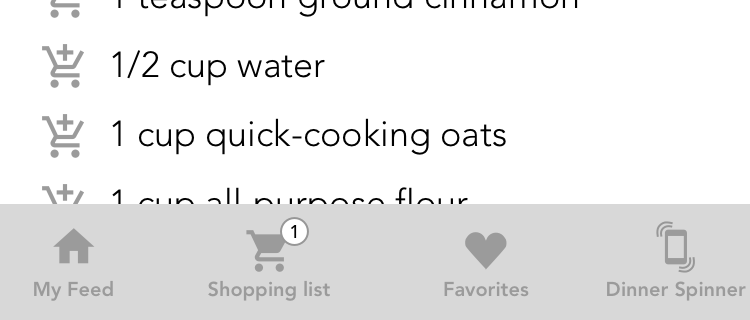 1 teaspoon ground cinnamon
1/2 cup water
1 cup quick-cooking oats
1 cup all-purpose flour
1
My Feed
Shopping list
Favorites
Dinner Spinner